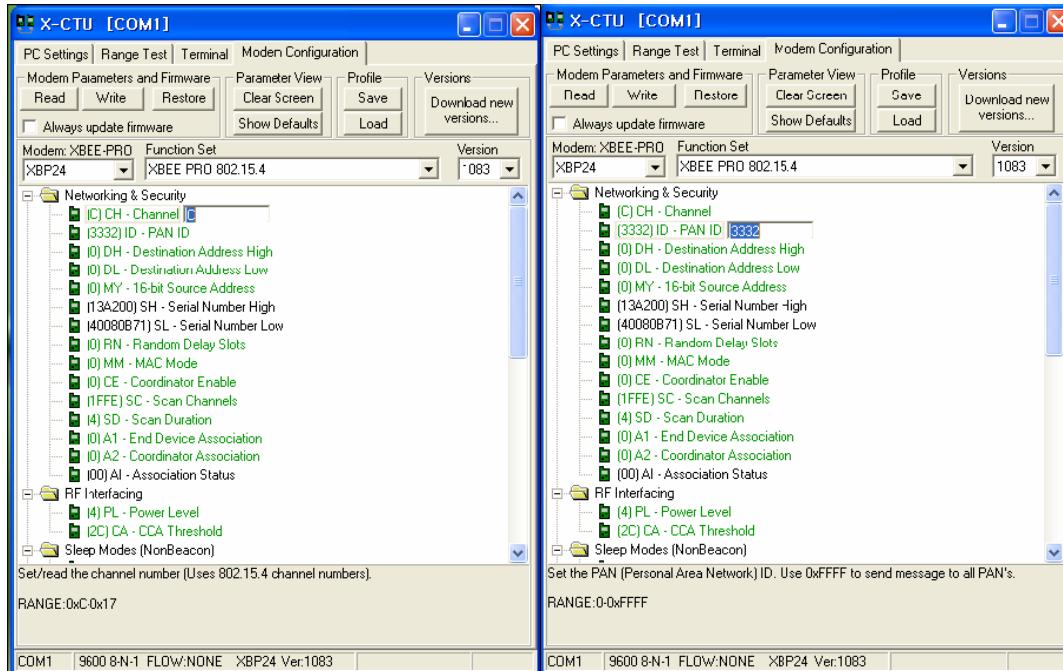 X-CTU [COM1]
PC Settings Range Test Terminal Modem Configuration
Modem Parameters and Firmware Parameter View Profile Versions
Read Write Restore Clear Screen Save Download new
versions...
Always update firmware Show Defaults Load
Modem: XBEE-PRO Function Set Version
XBP24 XBEE PRO 802.15.4 1083
Networking & Security
(C) CH - Channel C
(3332) ID - PAN ID
(0) DH - Destination Address High
(0) DL - Destination Address Low
(0) MY - 16-bit Source Address
(13A200) SH - Serial Number High
(40080B71) SL - Serial Number Low
(0) RN - Random Delay Slots
(0) MM - MAC Mode
(0) CE - Coordinator Enable
(1FFE) SC - Scan Channels
(4) SD - Scan Duration
(0) A1 - End Device Association
(0) A2 - Coordinator Association
(00) AI - Association Status
RF Interfacing
(4) PL - Power Level
(2C) CA - CCA Threshold
Sleep Modes (NonBeacon)
Set/read the channel number (Uses 802.15.4 channel numbers).
RANGE:0xC-0x17
COM1 9600 8-N-1 FLOW:NONE XBP24 Ver:1083
X-CTU [COM1]
PC Settings Range Test Terminal Modem Configuration
Modem Parameters and Firmware Parameter View Profile Versions
Read Write Restore Clear Screen Save Download new
versions...
Always update firmware Show Defaults Load
Modem: XBEE-PRO Function Set Version
XBP24 XBEE PRO 802.15.4 1083
Networking & Security
(C) CH - Channel
(3332) ID - PAN ID 3332
(0) DH - Destination Address High
(0) DL - Destination Address Low
(0) MY - 16-bit Source Address
(13A200) SH - Serial Number High
(40080B71) SL - Serial Number Low
(0) RN - Random Delay Slots
(0) MM - MAC Mode
(0) CE - Coordinator Enable
(1FFE) SC - Scan Channels
(4) SD - Scan Duration
(0) A1 - End Device Association
(0) A2 - Coordinator Association
(00) AI - Association Status
RF Interfacing
(4) PL - Power Level
(2C) CA - CCA Threshold
Sleep Modes (NonBeacon)
Set the PAN (Personal Area Network) ID. Use 0xFFFF to send message to all PAN's.
RANGE:0-0xFFFF
COM1 9600 8-N-1 FLOW:NONE XBP24 Ver:1083